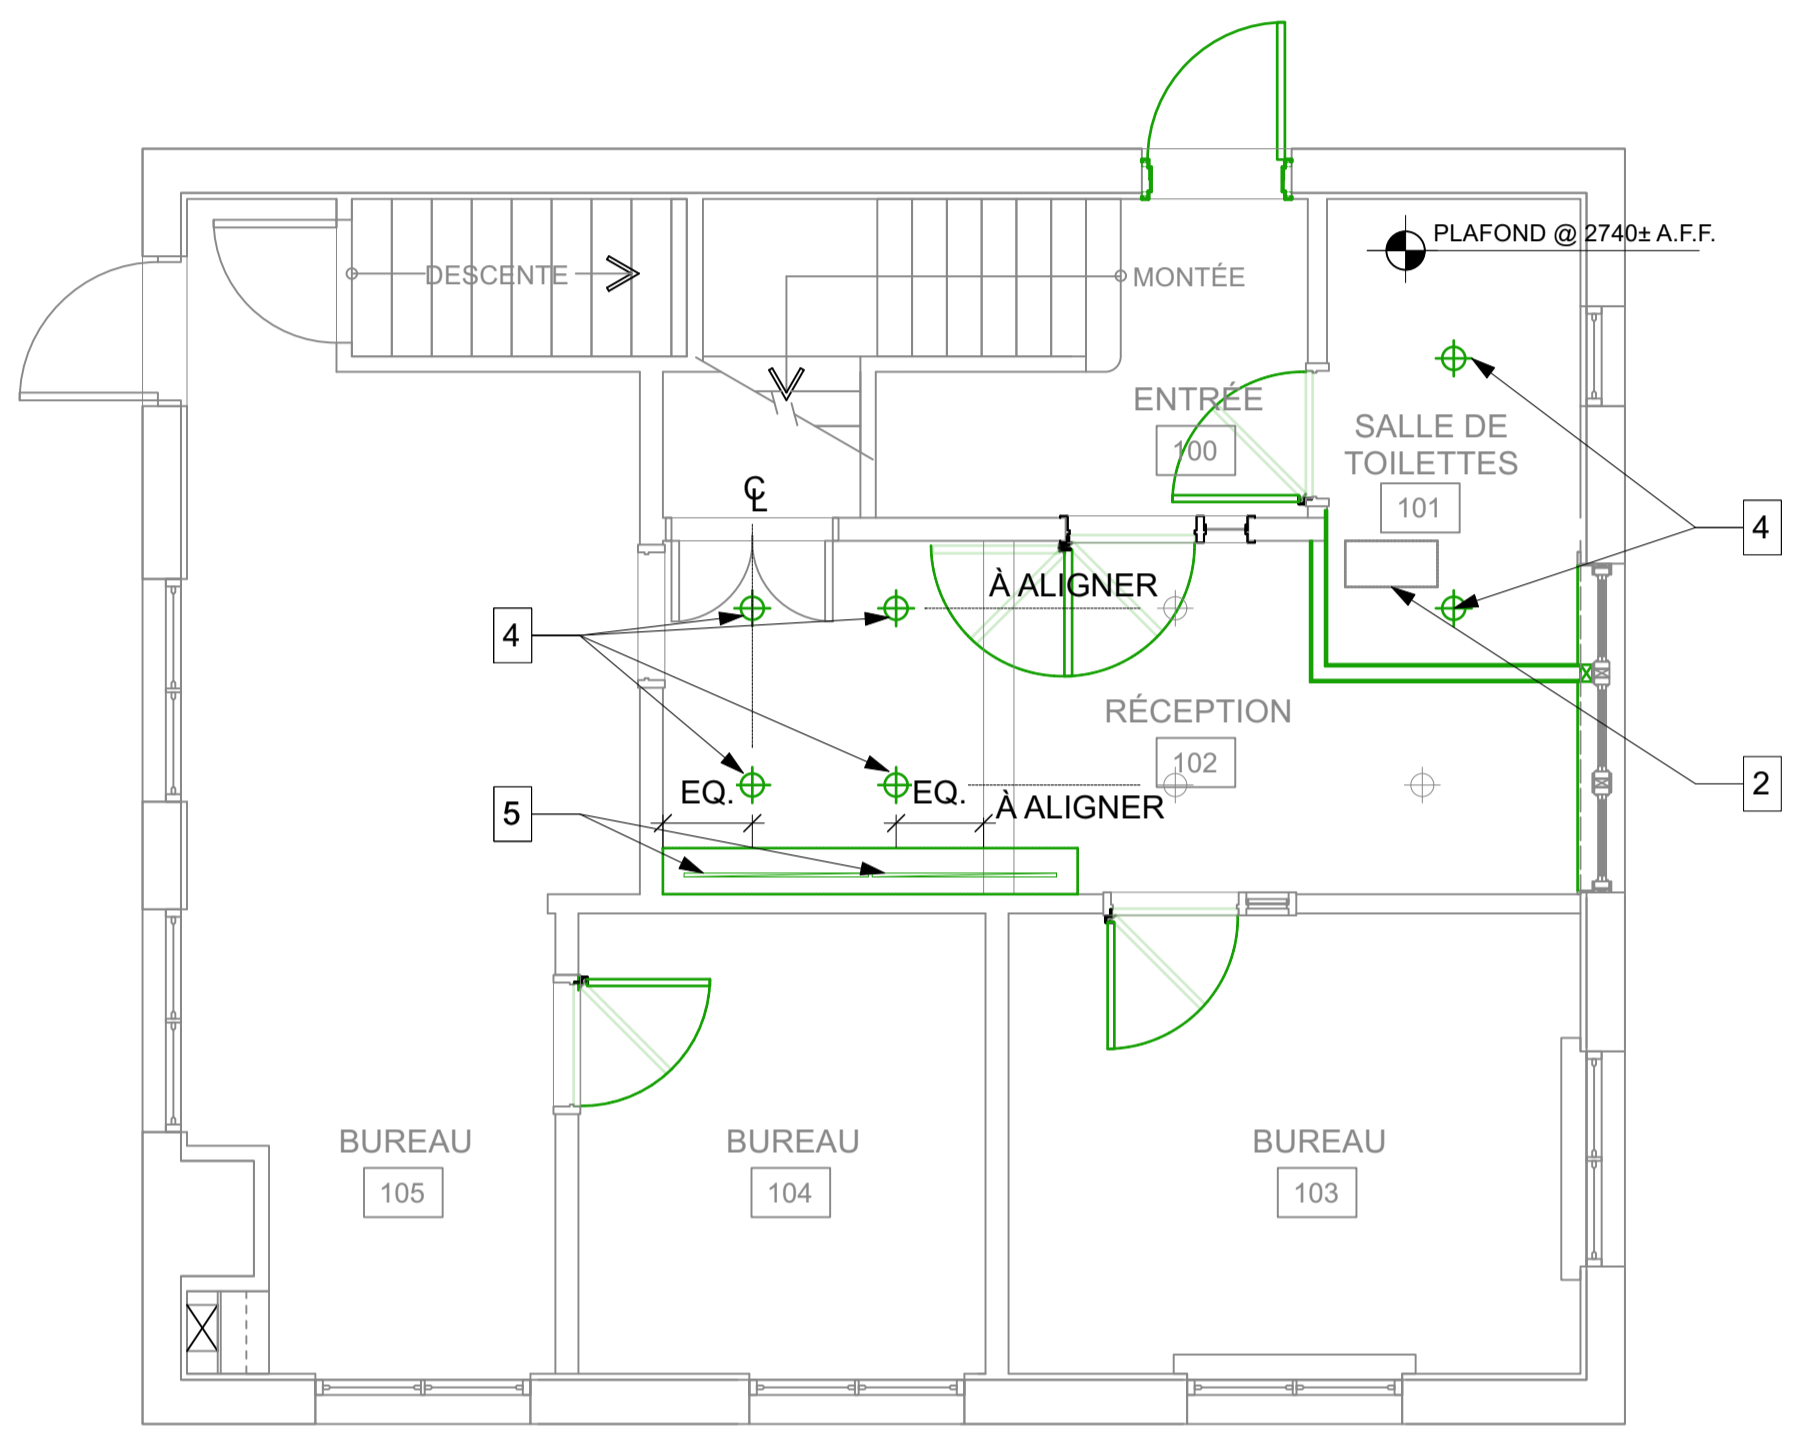 PLAFOND @ 2740± A.F.F.
DESCENTE
MONTÉE
ENTRÉE
100
SALLE DE
TOILETTES
101
℄
4
À ALIGNER
4
RÉCEPTION
102
2
EQ.
EQ.
À ALIGNER
5
BUREAU
105
BUREAU
104
BUREAU
103